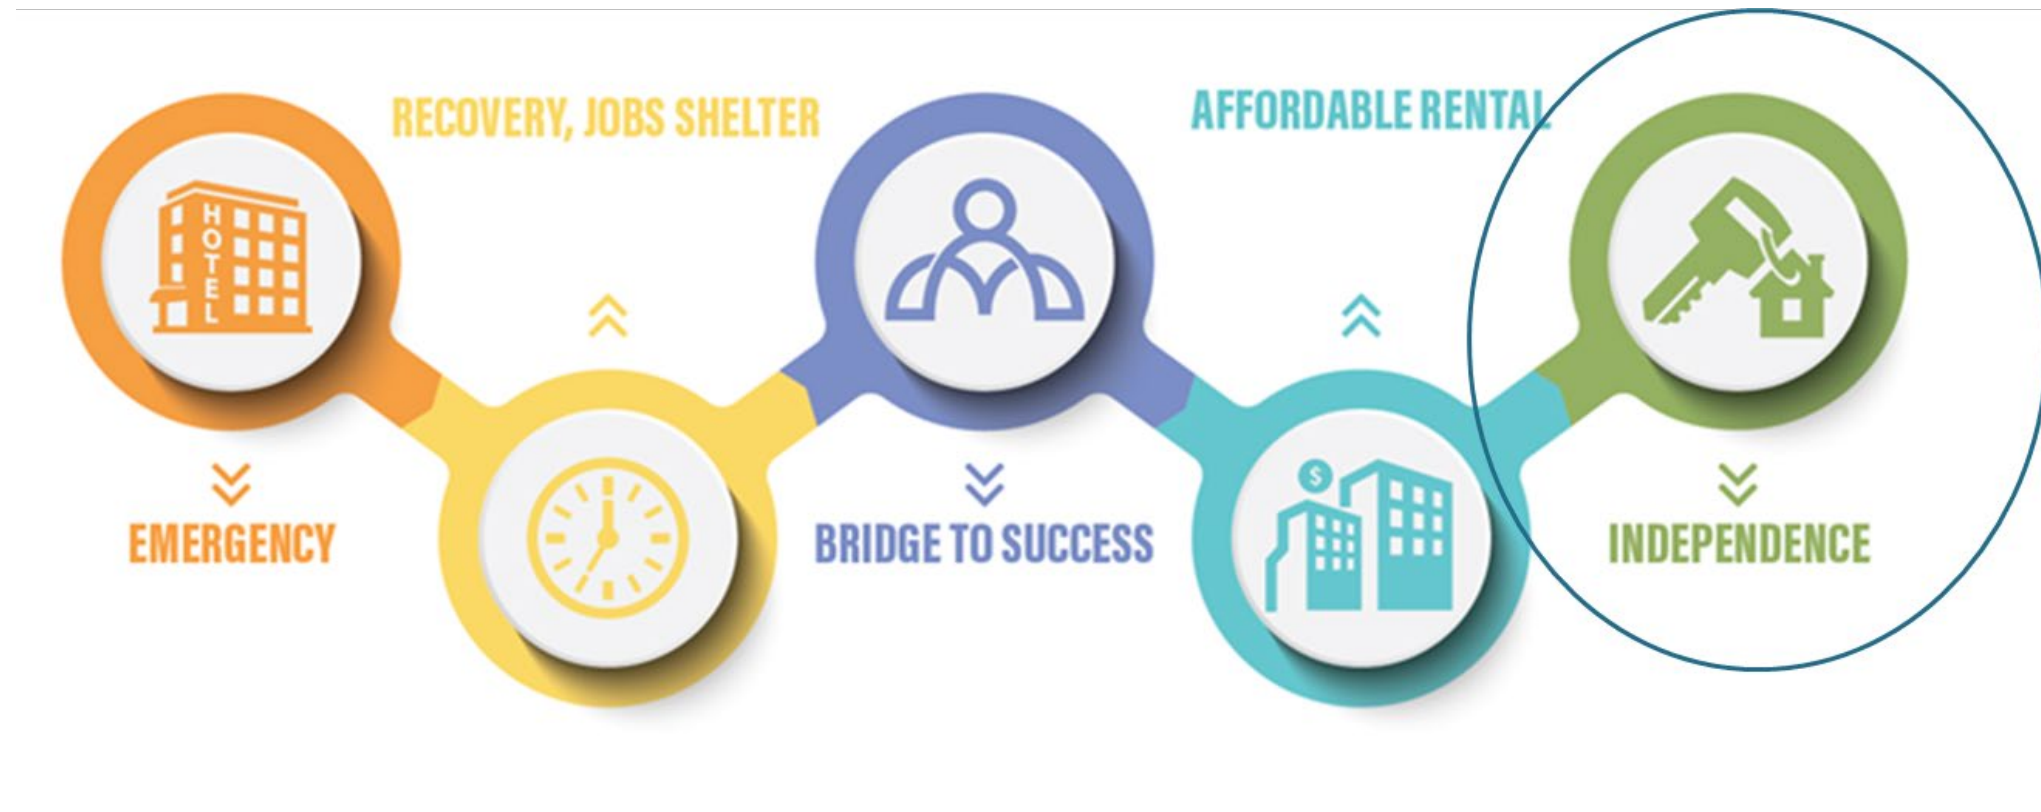 RECOVERY, JOBS SHELTER
AFFORDABLE RENTAL
HOTEL
$
EMERGENCY
BRIDGE TO SUCCESS
INDEPENDENCE